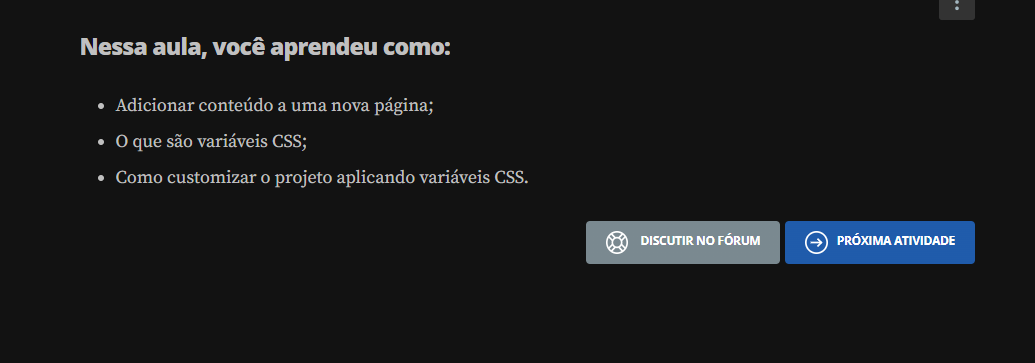 Nessa aula, você aprendeu como:
Adicionar conteúdo a uma nova página;
O que são variáveis CSS;
Como customizar o projeto aplicando variáveis CSS.
DISCUTIR NO FÓRUM
PRÓXIMA ATIVIDADE